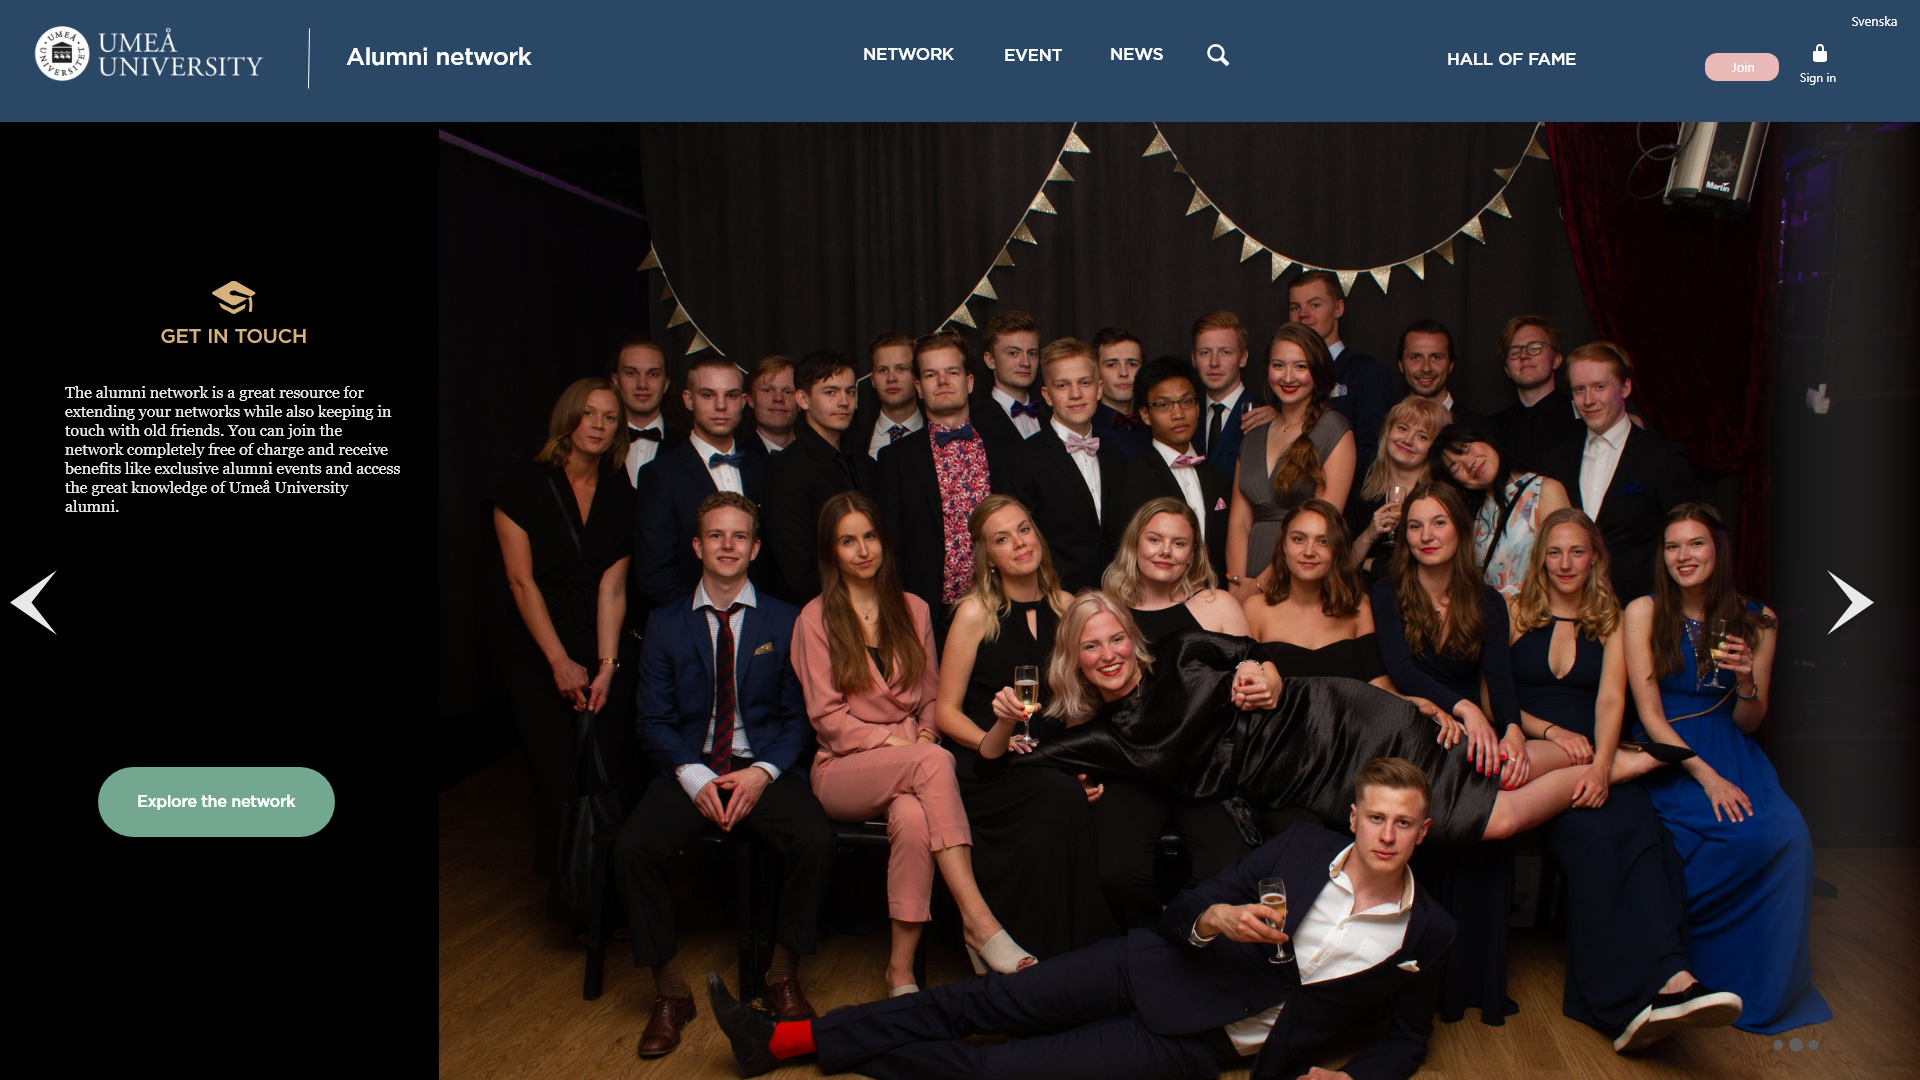 Svenska
UMEÅ
UNIVERSITY
UMEÅ
UNIVERSITET
Alumni network
NETWORK
EVENT
NEWS
HALL OF FAME
Join
Sign in
Martin
GET IN TOUCH
The alumni network is a great resource for
extending your networks while also keeping in
touch with old friends. You can join the
network completely free of charge and receive
benefits like exclusive alumni events and access
the great knowledge of Umeå University
alumni.
Explore the network